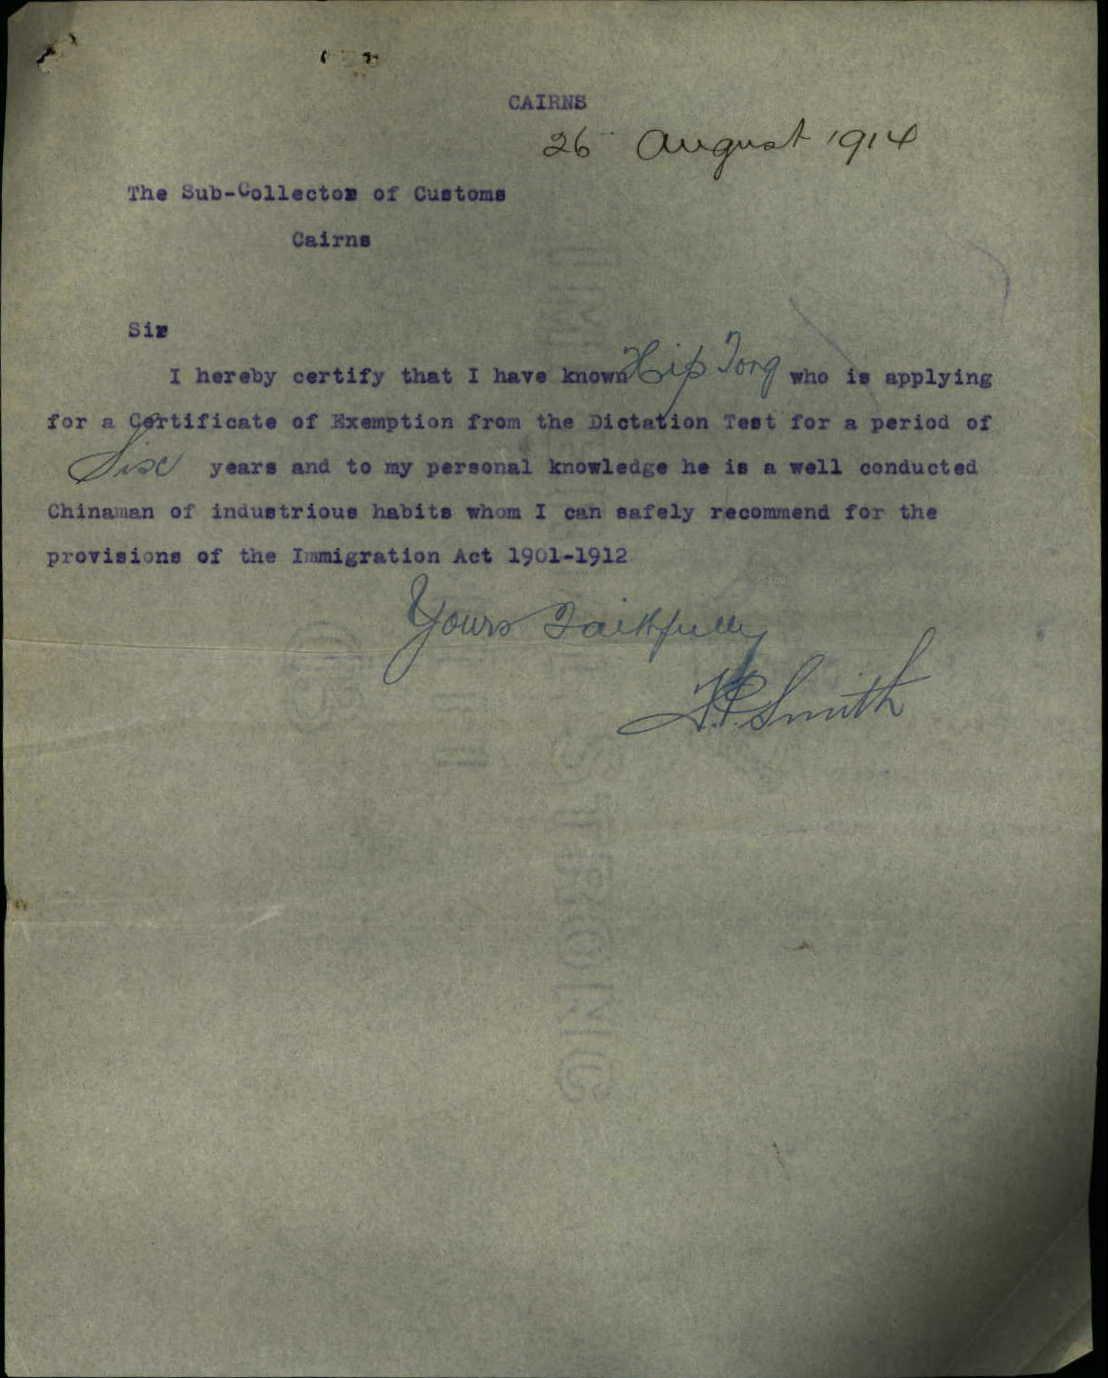 CAIRNS
26 August 1914
The Sub-Collector of Customs
Cairns
Sir
I hereby certify that I have known Hip Tong who is applying
for a Certificate of Exemption from the Dictation Test for a period of
Six years and to my personal knowledge he is a well conducted
Chinaman of industrious habits whom I can safely recommend for the
provisions of the Immigration Act 1901-1912
Yours Faithfully
Smith
STRONG